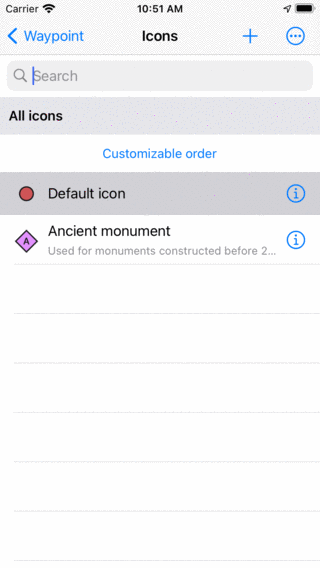 Carrier 10:51 AM
Waypoint Icons
Search
All icons
Customizable order
Default icon
A Ancient monument
Used for monuments constructed before 2...